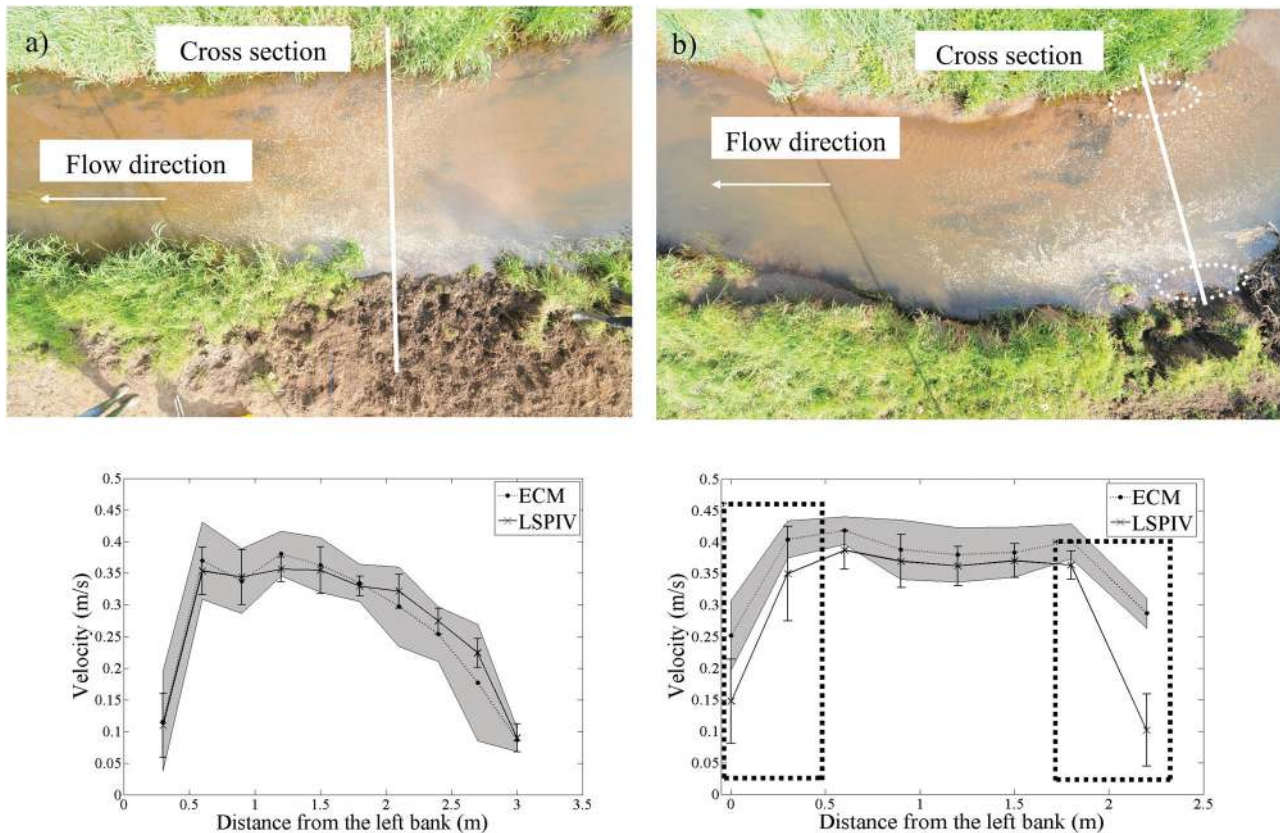 a)
Cross section
Flow direction
b)
Cross section
Flow direction
0.5
0.45
0.4
0.35
0.3
0.25
0.2
0.15
0.1
0.05
0
Velocity (m/s)
ECM
LSPIV
0 0.5 1 1.5 2 2.5 3 3.5
Distance from the left bank (m)
0.5
0.45
0.4
0.35
0.3
0.25
0.2
0.15
0.1
0.05
0
Velocity (m/s)
ECM
LSPIV
0 0.5 1 1.5 2 2.5
Distance from the left bank (m)